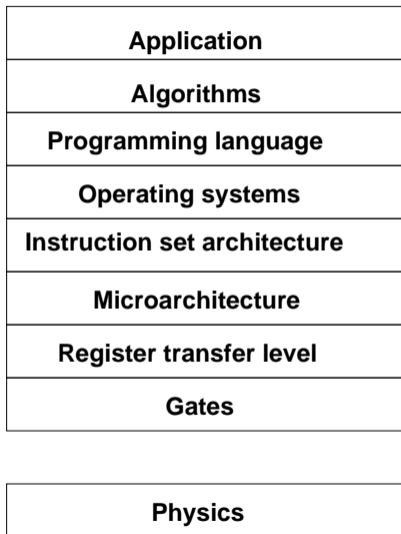 Application
Algorithms
Programming language
Operating systems
Instruction set architecture
Microarchitecture
Register transfer level
Gates
Physics